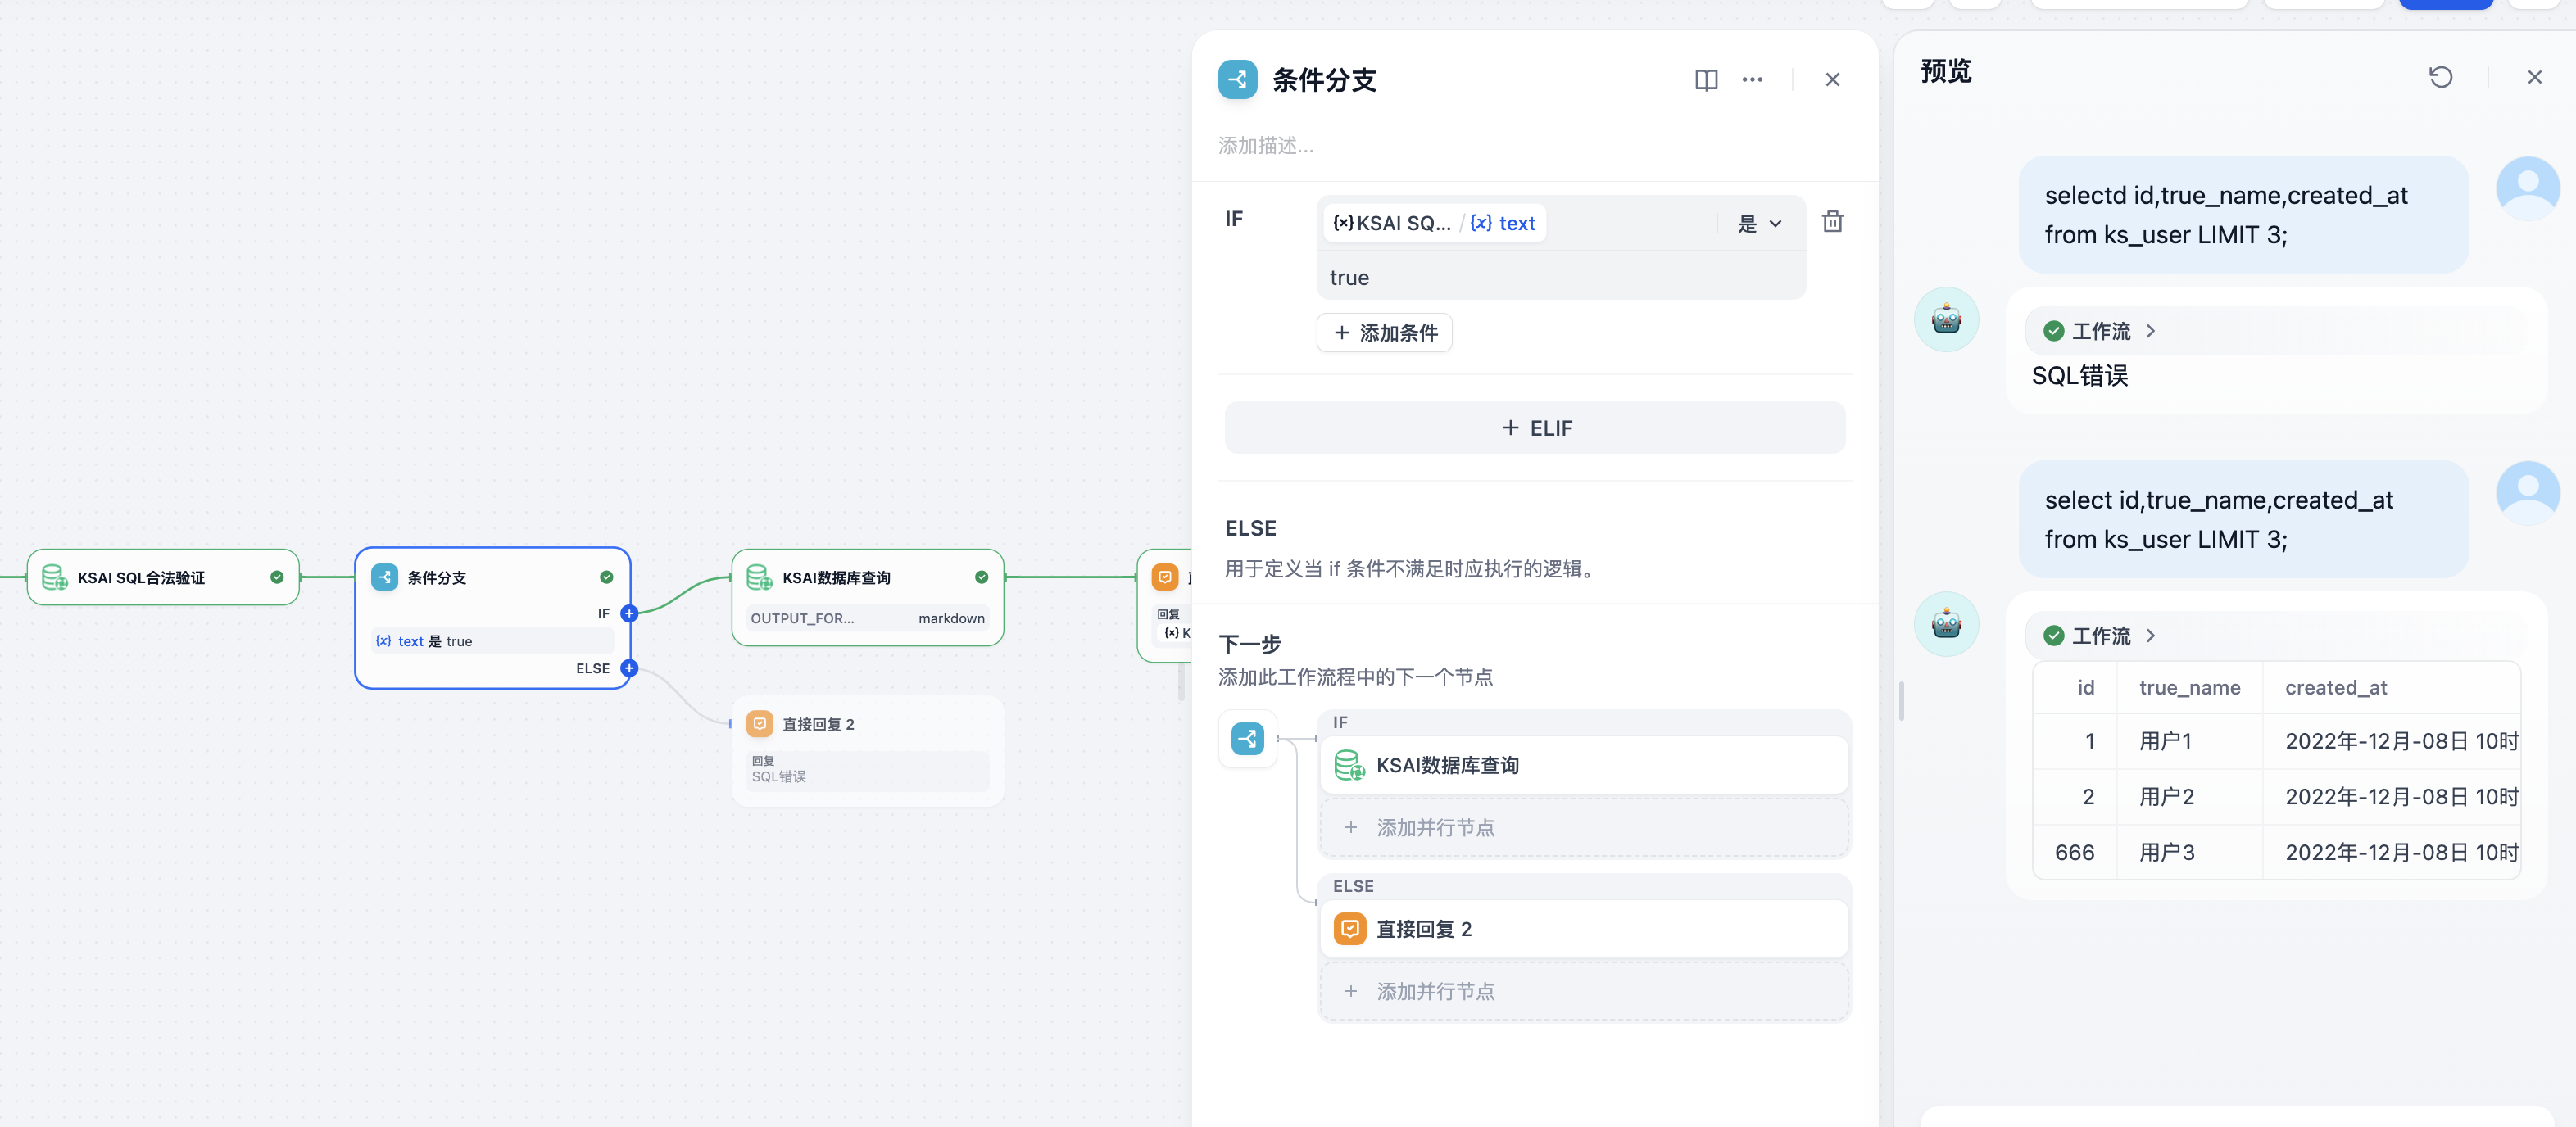 KSAI SQL合法验证
条件分支
IF
{x} text 是 true
ELSE
KSAI数据库查询
OUTPUT_FOR... markdown
直接回复 2
回复
SQL错误
回复
{x} K
条件分支
添加描述...
IF
{x} KSAI SQ... / {x} text 是
true
+ 添加条件
+ ELIF
ELSE
用于定义当 if 条件不满足时应执行的逻辑。
下一步
添加此工作流程中的下一个节点
IF
KSAI数据库查询
+ 添加并行节点
ELSE
直接回复 2
+ 添加并行节点
预览
selectd id,true_name,created_at
from ks_user LIMIT 3;
工作流
SQL错误
select id,true_name,created_at
from ks_user LIMIT 3;
工作流
id true_name created_at
1 用户1 2022年-12月-08日 10时
2 用户2 2022年-12月-08日 10时
666 用户3 2022年-12月-08日 10时